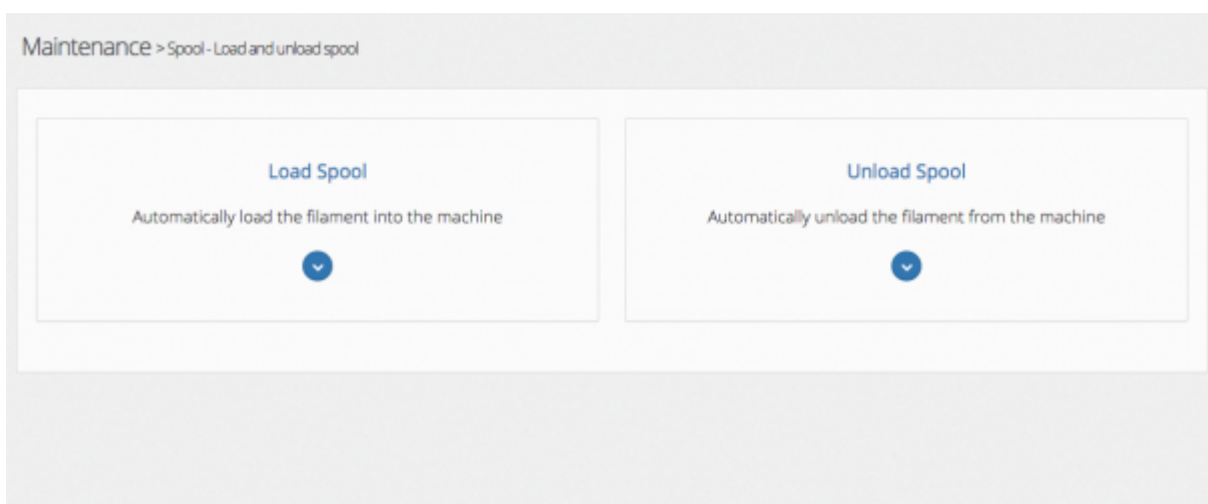 Maintenance > Spool - Load and unload spool
Load Spool
Automatically load the filament into the machine
Unload Spool
Automatically unload the filament from the machine